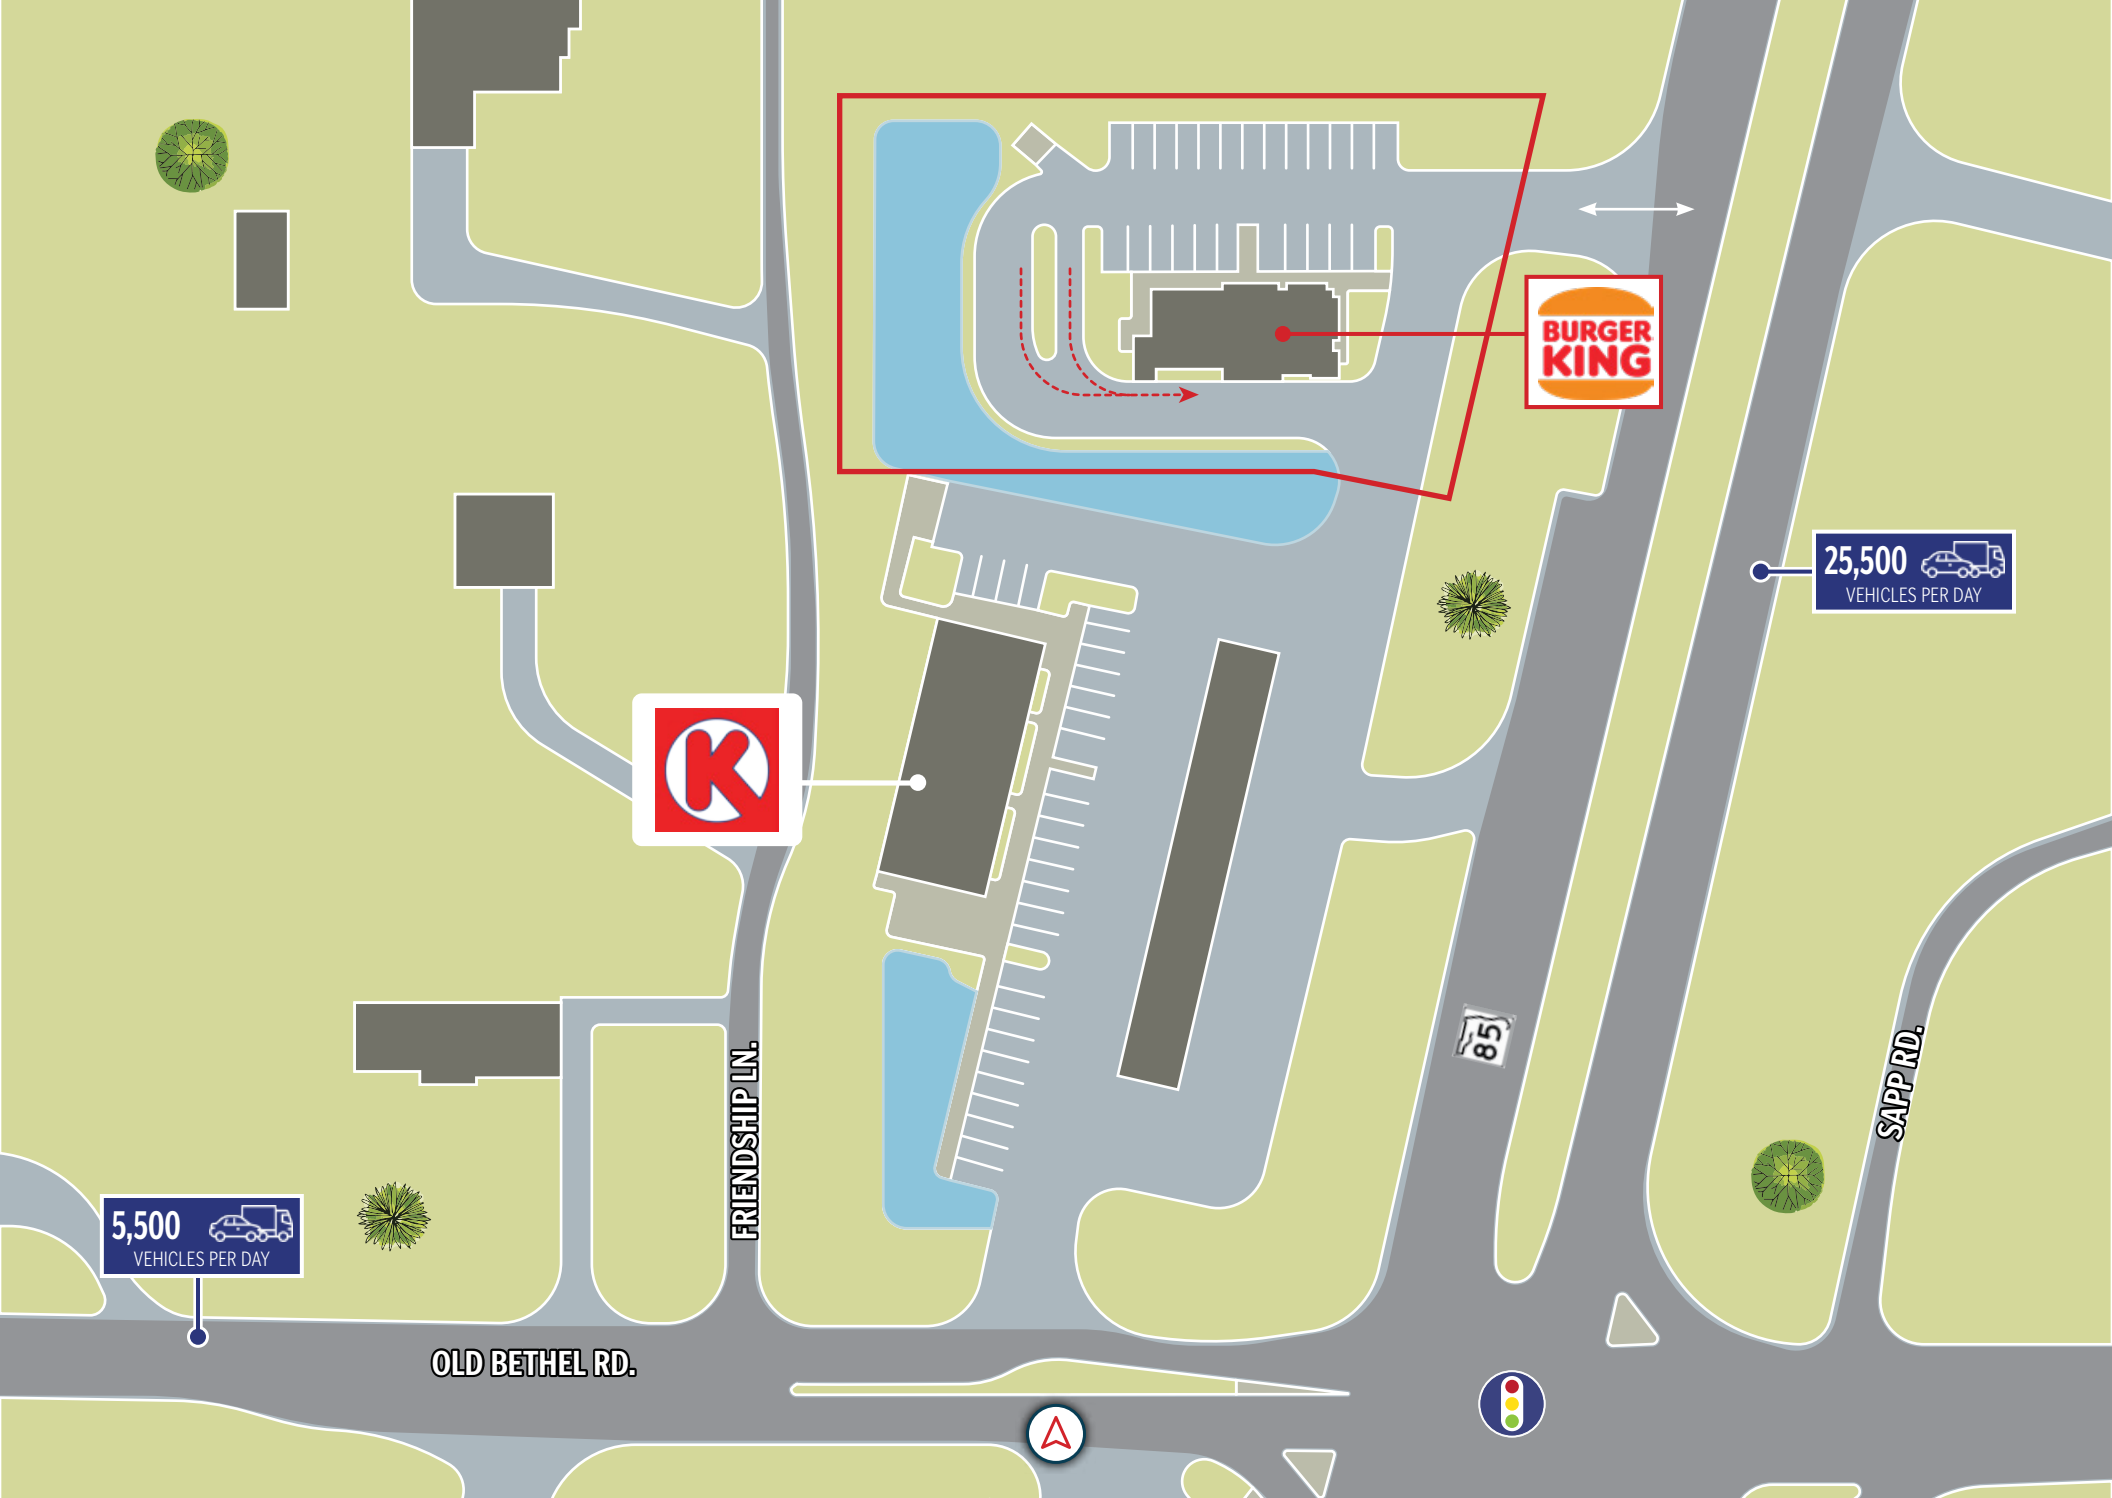 BURGER
KING
25,500
VEHICLES PER DAY
K
85
FRIENDSHIP LN.
SAPP RD.
5,500
VEHICLES PER DAY
OLD BETHEL RD.